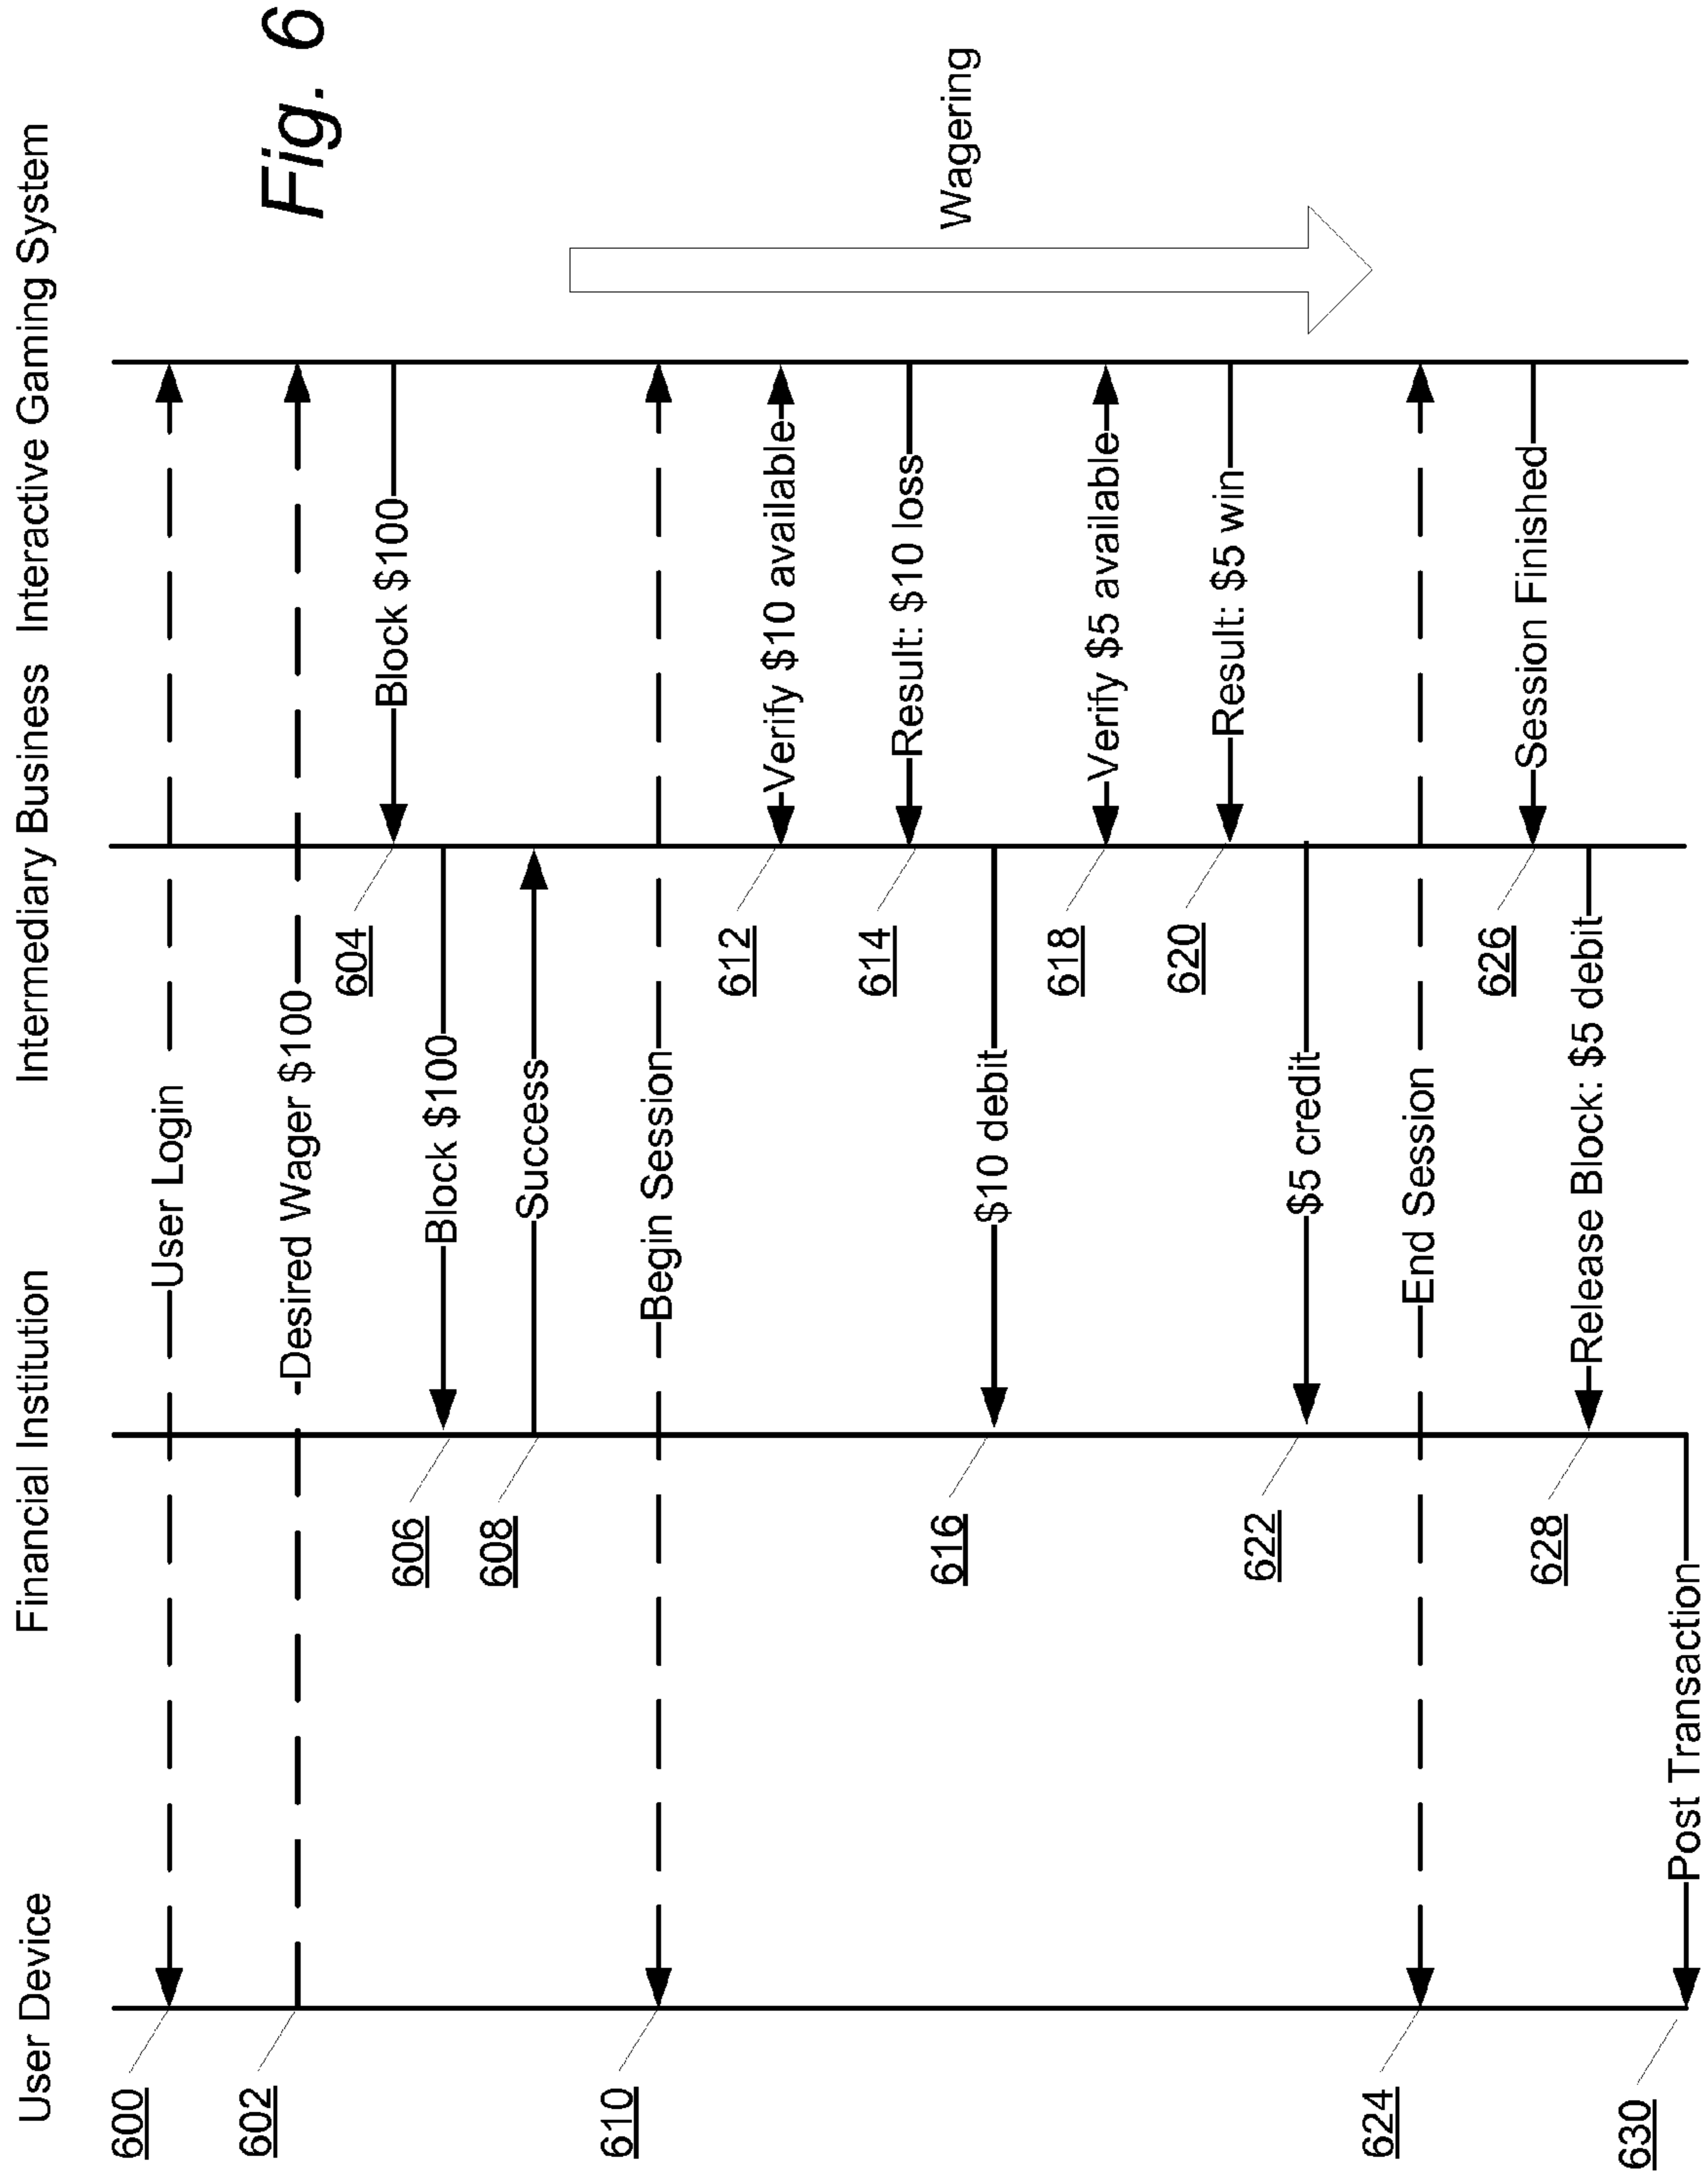 User Device
Financial Institution
Intermediary Business
Interactive Gaming System
Fig. 6
600
User Login
602
Desired Wager $100
604
Block $100
606
Block $100
608
Success
610
Begin Session
Wagering
612
Verify $10 available
614
Result: $10 loss
616
$10 debit
618
Verify $5 available
620
Result: $5 win
622
$5 credit
624
End Session
626
Session Finished
628
Release Block: $5 debit
630
Post Transaction